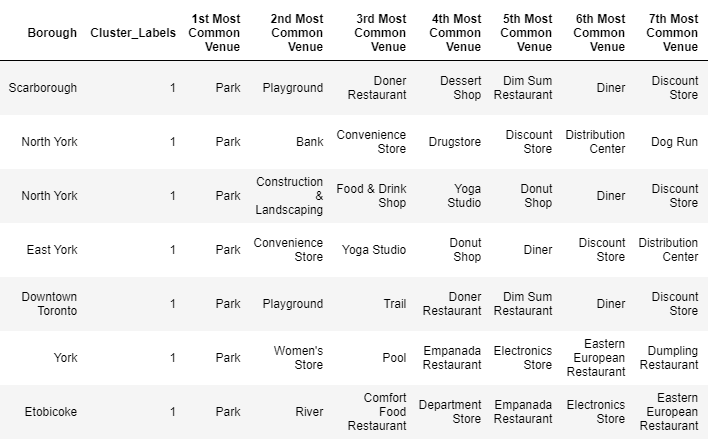 Borough Cluster_Labels 1st Most Common Venue 2nd Most Common Venue 3rd Most Common Venue 4th Most Common Venue 5th Most Common Venue 6th Most Common Venue 7th Most Common Venue
Scarborough 1 Park Playground Doner Restaurant Dessert Shop Dim Sum Restaurant Diner Discount Store
North York 1 Park Bank Convenience Store Drugstore Discount Store Distribution Center Dog Run
North York 1 Park Construction & Landscaping Food & Drink Shop Yoga Studio Donut Shop Diner Discount Store
East York 1 Park Convenience Store Yoga Studio Donut Shop Diner Discount Store Distribution Center
Downtown Toronto 1 Park Playground Trail Doner Restaurant Dim Sum Restaurant Diner Discount Store
York 1 Park Women's Store Pool Empanada Restaurant Electronics Store Eastern European Restaurant Dumpling Restaurant
Etobicoke 1 Park River Comfort Food Restaurant Department Store Empanada Restaurant Electronics Store Eastern European Restaurant